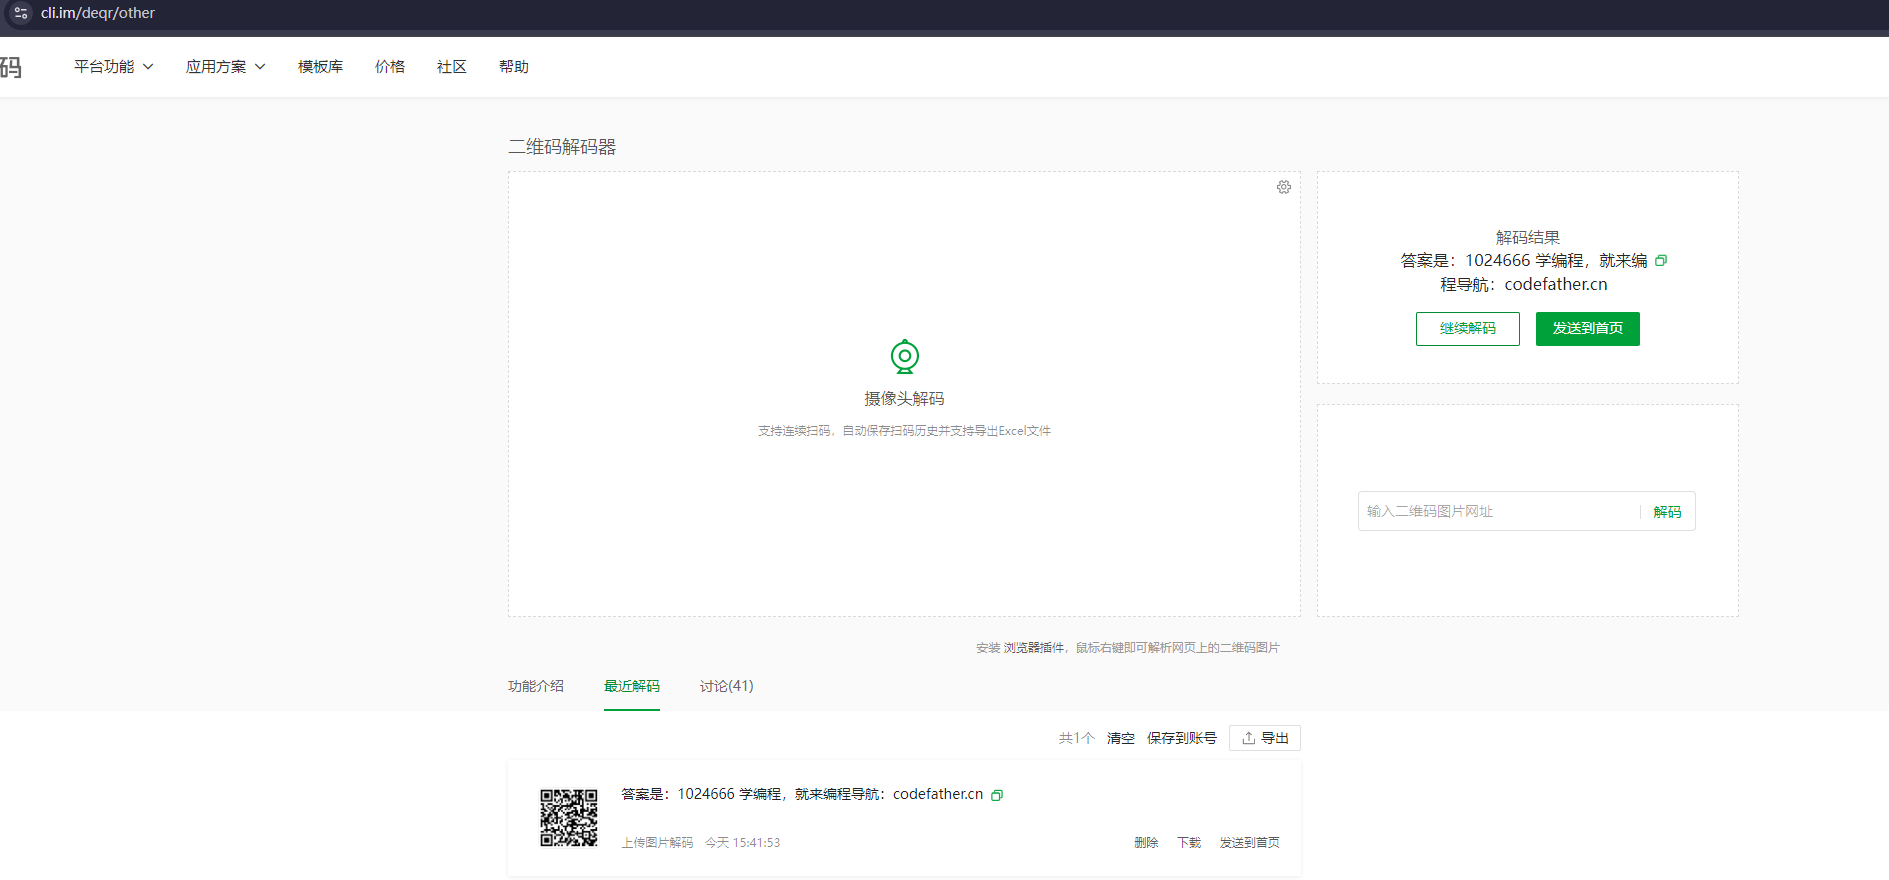 cli.im/deqr/other
码 平台功能 应用方案 模板库 价格 社区 帮助
二维码解码器
摄像头解码
支持连续扫码，自动保存扫码历史并支持导出Excel文件
解码结果
答案是：1024666 学编程，就来编
程导航：codefather.cn
继续解码 发送到首页
输入二维码图片网址 解码
安装 浏览器插件，鼠标右键即可解析网页上的二维码图片
功能介绍 最近解码 讨论(41)
共1个 清空 保存到账号 导出
答案是：1024666 学编程，就来编程导航：codefather.cn
上传图片解码 今天 15:41:53 删除 下载 发送到首页